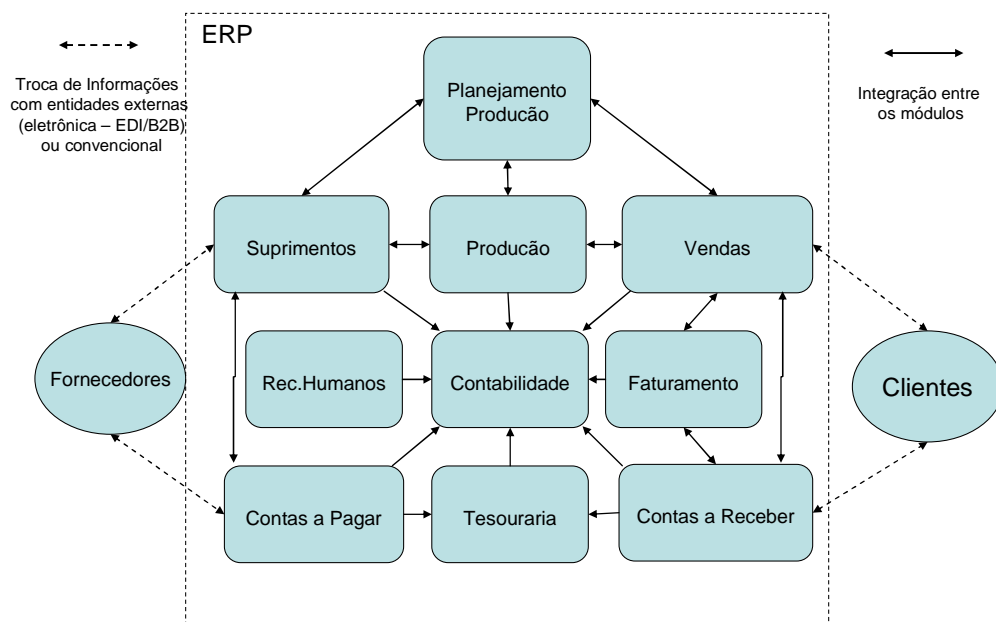 ERP
Troca de Informações
com entidades externas
(eletrônica – EDI/B2B)
ou convencional
Integração entre
os módulos
Planejamento
Producão
Suprimentos
Producão
Vendas
Fornecedores
Rec.Humanos
Contabilidade
Faturamento
Clientes
Contas a Pagar
Tesouraria
Contas a Receber